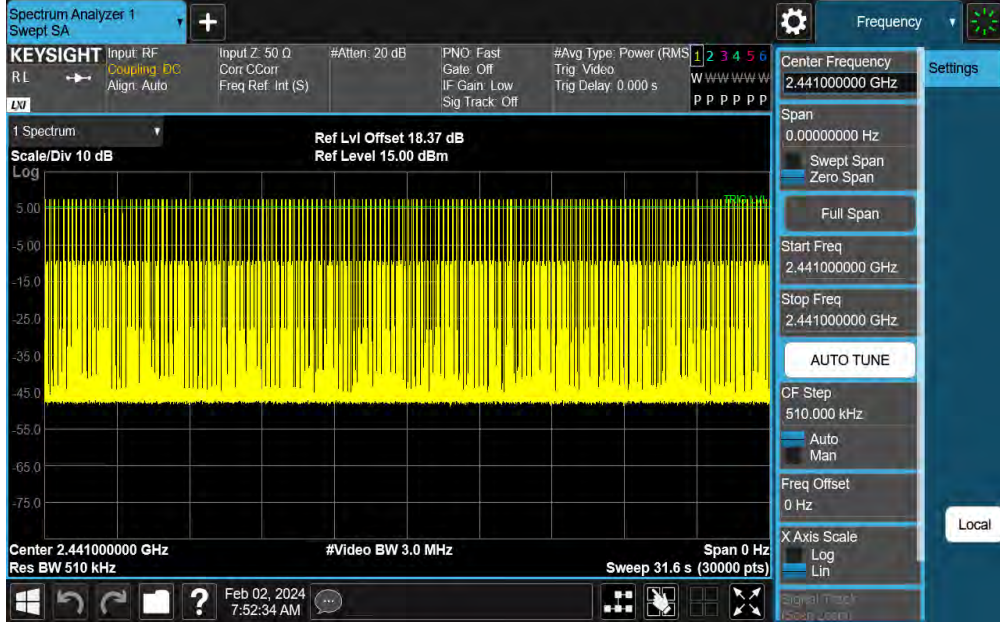 Spectrum Analyzer 1
Swept SA
+
Frequency
KEYSIGHT
RL
LXI
Input: RF
Coupling: DC
Align: Auto
Input Z: 50 Ω
Corr CCorr
Freq Ref: Int (S)
#Atten: 20 dB
PNO: Fast
Gate: Off
IF Gain: Low
Sig Track: Off
#Avg Type: Power (RMS
Trig: Video
Trig Delay: 0.000 s
1 2 3 4 5 6
W W W W W W
P P P P P P
1 Spectrum
Scale/Div 10 dB
Log
Ref Lvl Offset 18.37 dB
Ref Level 15.00 dBm
TRIG LVL
5.00
-5.00
-15.0
-25.0
-35.0
-45.0
-55.0
-65.0
-75.0
Center 2.441000000 GHz
Res BW 510 kHz
#Video BW 3.0 MHz
Span 0 Hz
Sweep 31.6 s (30000 pts)
Center Frequency
2.441000000 GHz
Span
0.00000000 Hz
Swept Span
Zero Span
Full Span
Start Freq
2.441000000 GHz
Stop Freq
2.441000000 GHz
AUTO TUNE
CF Step
510.000 kHz
Auto
Man
Freq Offset
0 Hz
X Axis Scale
Log
Lin
Signal Track
(Span Zoom)
Settings
Local
?
Feb 02, 2024
7:52:34 AM